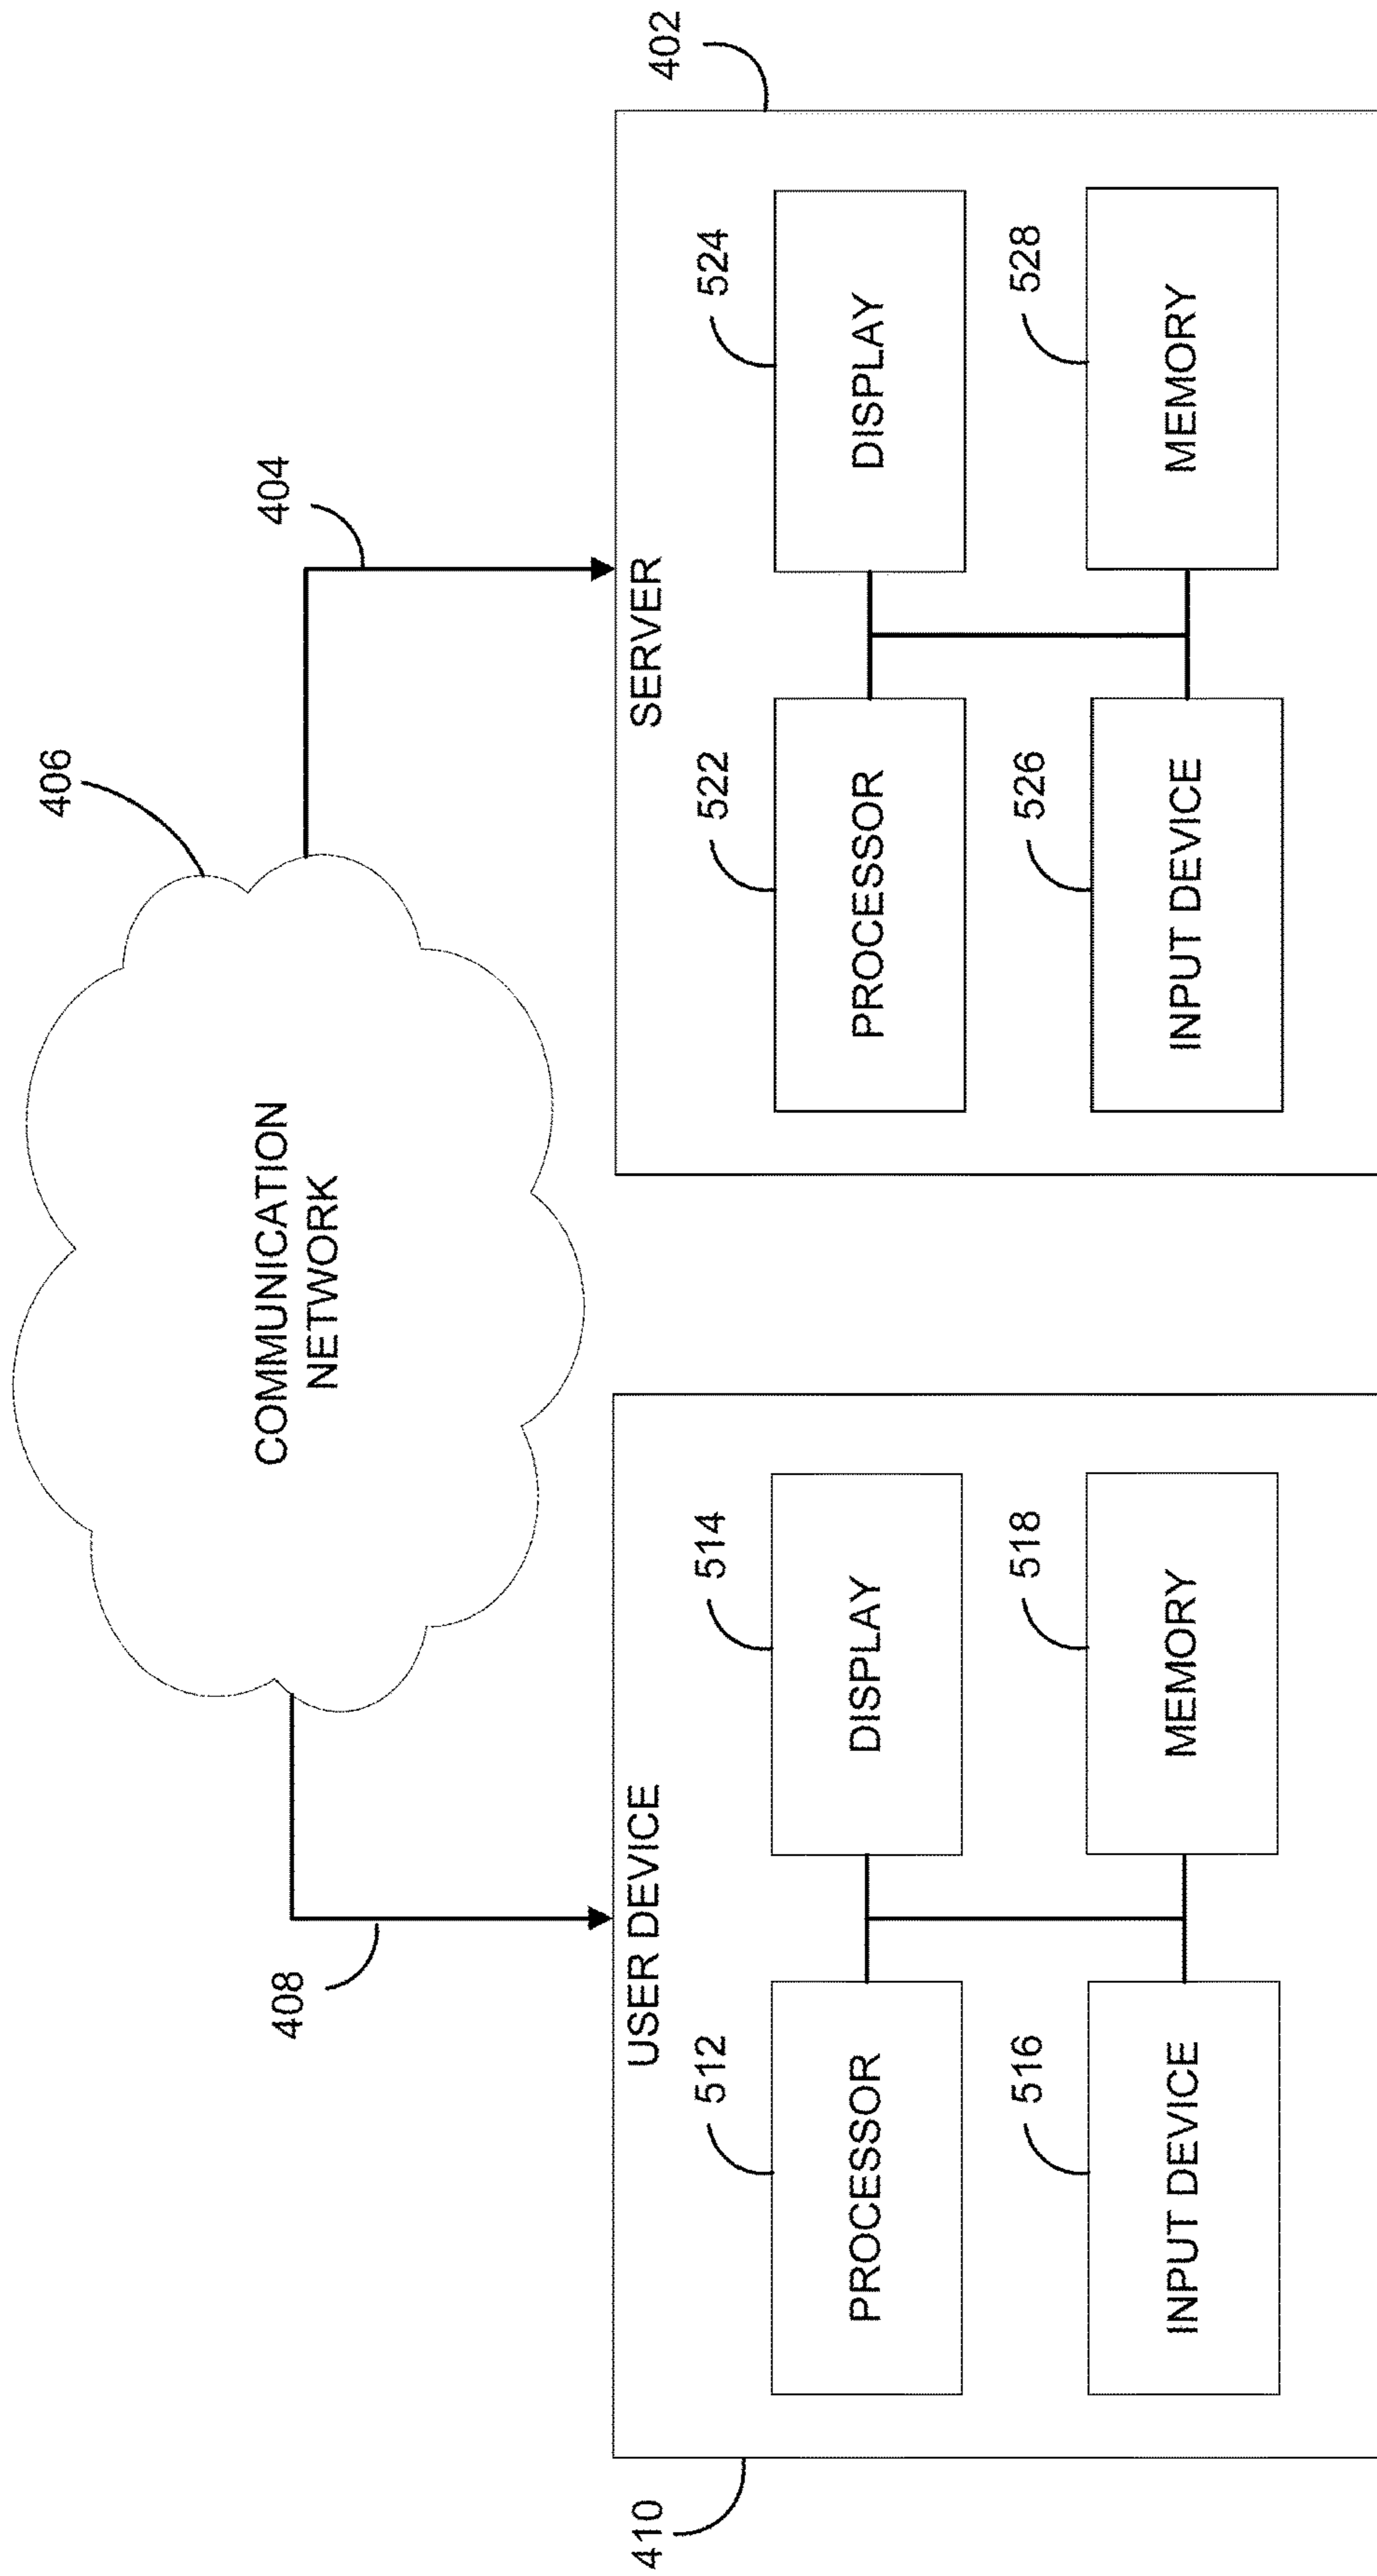 406
COMMUNICATION
NETWORK
408
404
410
USER DEVICE
402
SERVER
512
PROCESSOR
514
DISPLAY
522
PROCESSOR
524
DISPLAY
516
INPUT DEVICE
518
MEMORY
526
INPUT DEVICE
528
MEMORY